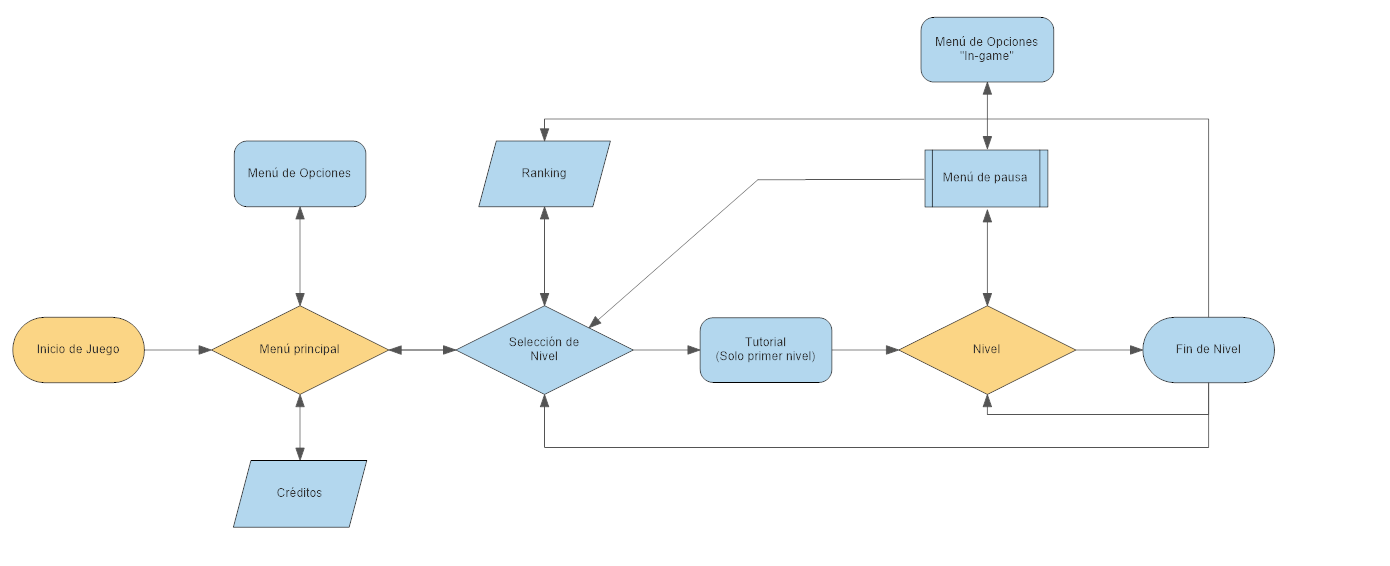 Menú de Opciones
"In-game"
Menú de Opciones
Ranking
Menú de pausa
Inicio de Juego
Menú principal
Selección de
Nivel
Tutorial
(Solo primer nivel)
Nivel
Fin de Nivel
Créditos